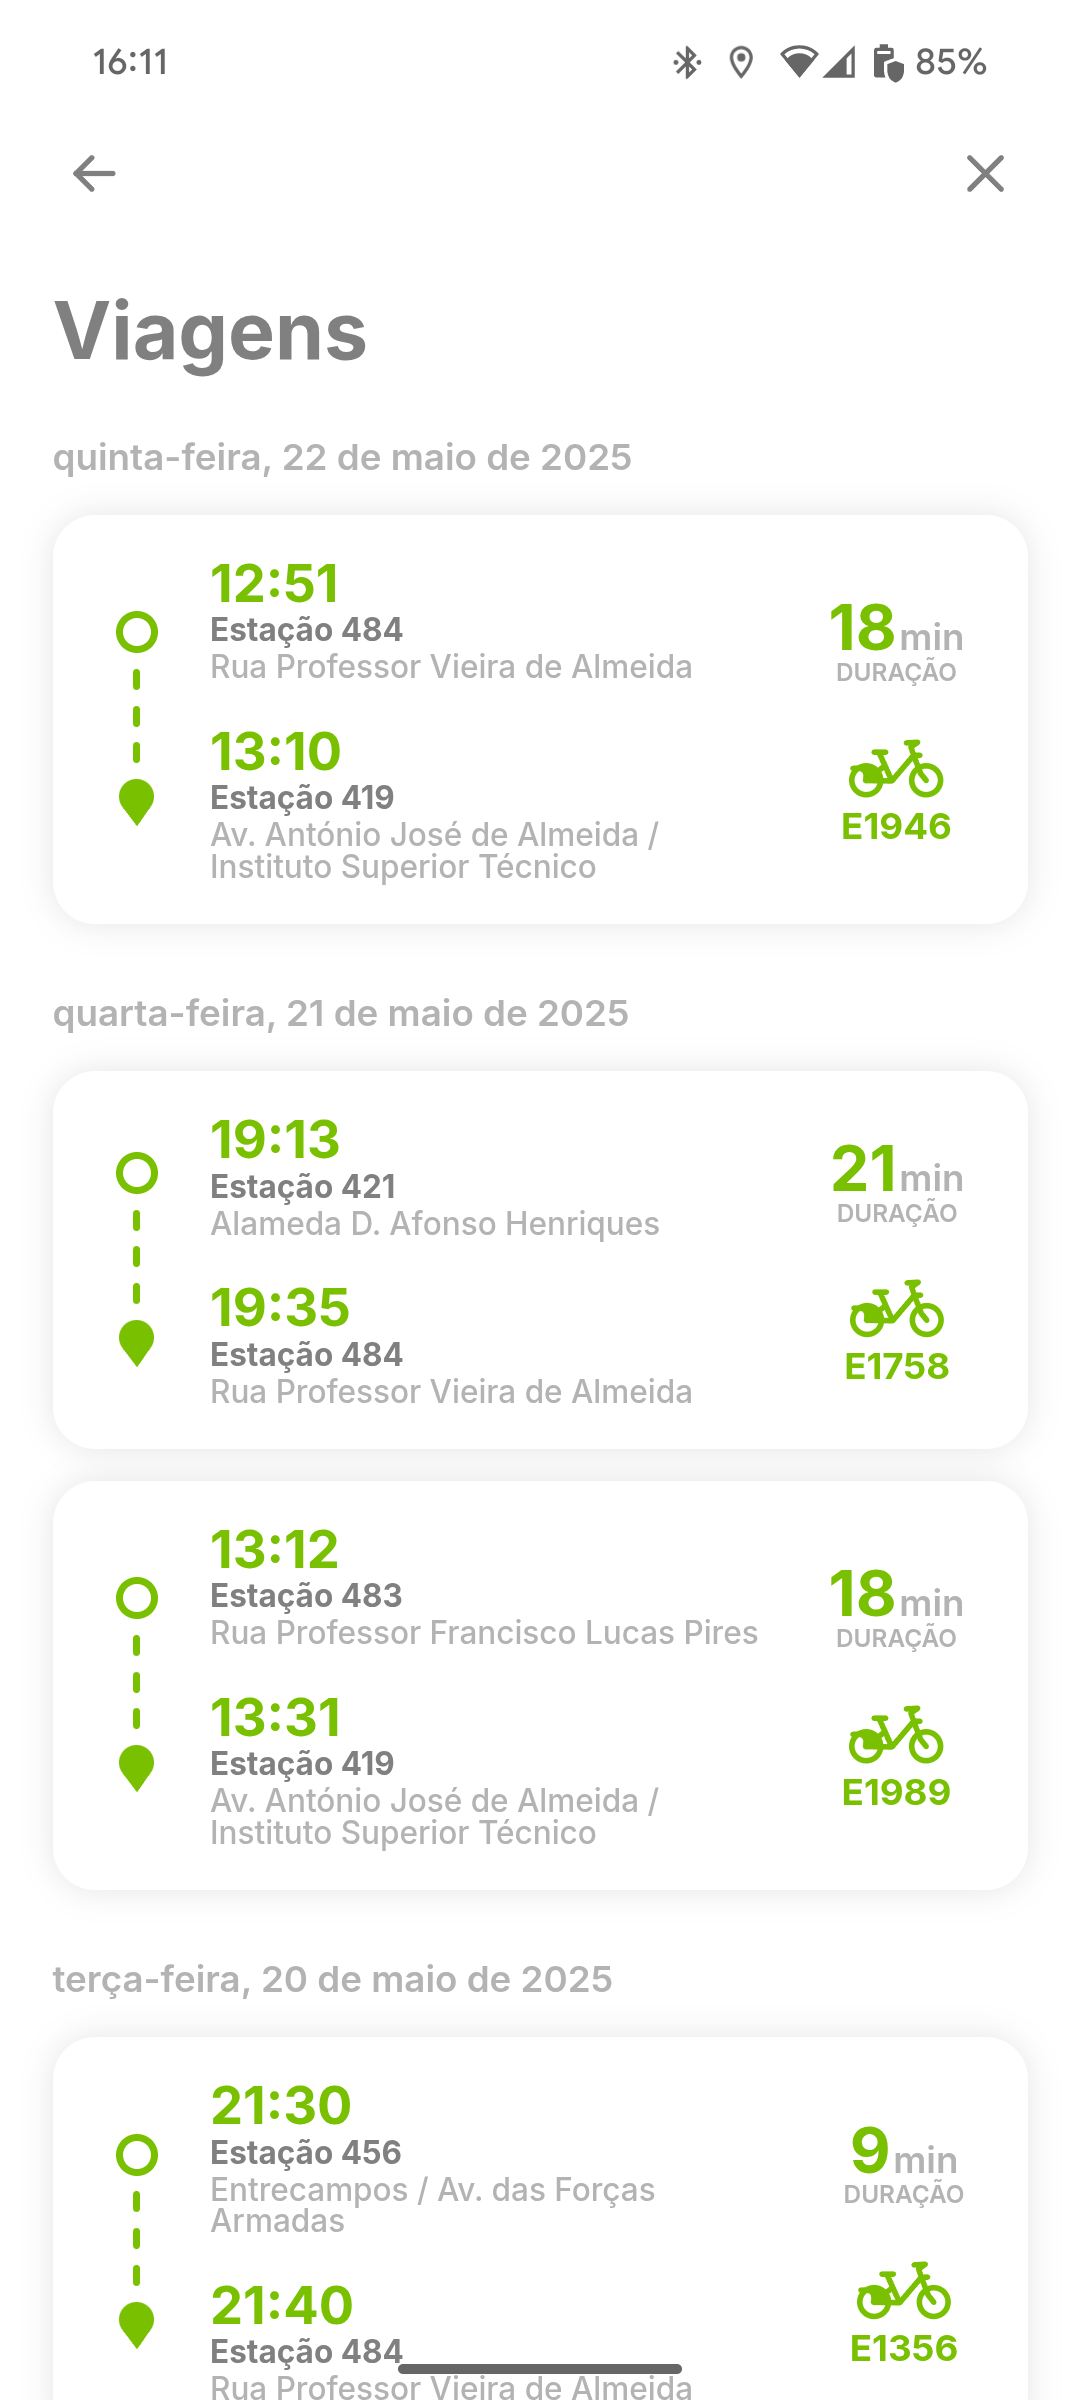 16:11
85%
Viagens
quinta-feira, 22 de maio de 2025
12:51
Estação 484
Rua Professor Vieira de Almeida
18 min
DURAÇÃO
13:10
Estação 419
Av. António José de Almeida /
Instituto Superior Técnico
E1946
quarta-feira, 21 de maio de 2025
19:13
Estação 421
Alameda D. Afonso Henriques
21 min
DURAÇÃO
19:35
Estação 484
Rua Professor Vieira de Almeida
E1758
13:12
Estação 483
Rua Professor Francisco Lucas Pires
18 min
DURAÇÃO
13:31
Estação 419
Av. António José de Almeida /
Instituto Superior Técnico
E1989
terça-feira, 20 de maio de 2025
21:30
Estação 456
Entrecampos / Av. das Forças
Armadas
9 min
DURAÇÃO
21:40
Estação 484
Rua Professor Vieira de Almeida
E1356